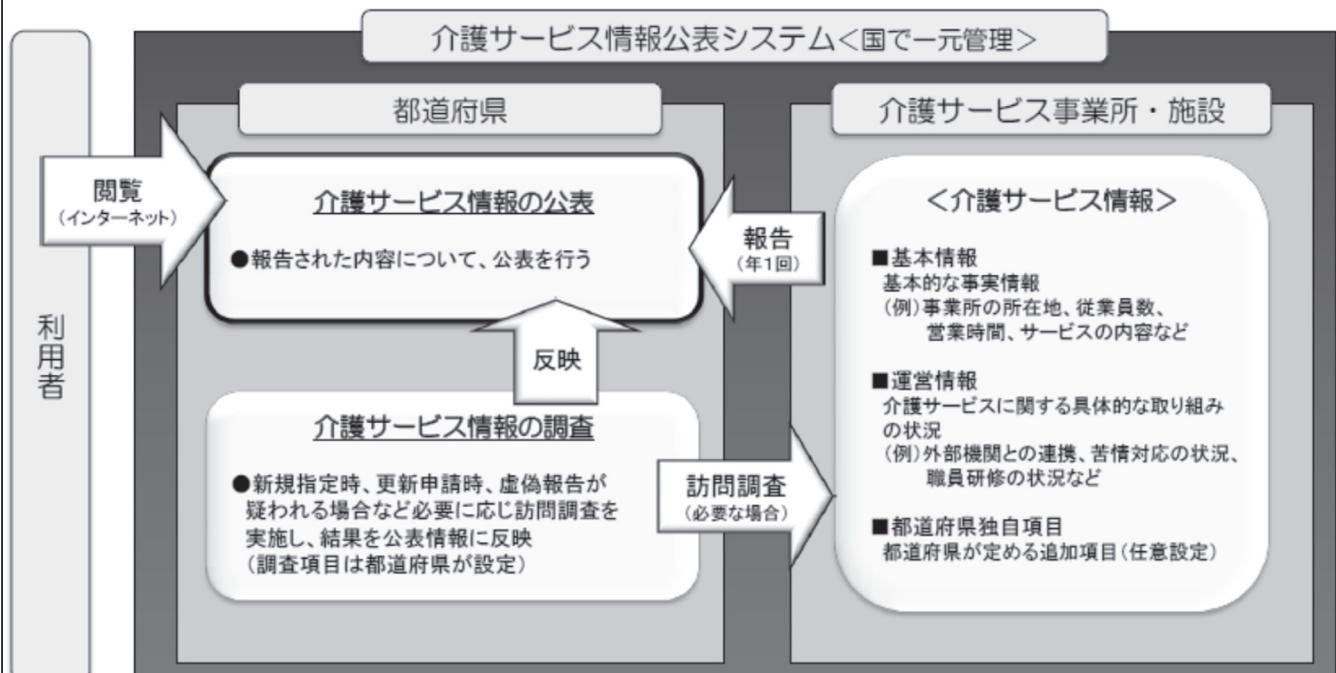 介護サービス情報公表システム＜国で一元管理＞
利用者
閲覧
（インターネット）
都道府県
介護サービス情報の公表
●報告された内容について、公表を行う
反映
介護サービス情報の調査
●新規指定時、更新申請時、虚偽報告が
疑われる場合など必要に応じ訪問調査を
実施し、結果を公表情報に反映
（調査項目は都道府県が設定）
報告
（年1回）
訪問調査
（必要な場合）
介護サービス事業所・施設
＜介護サービス情報＞
■基本情報
基本的な事実情報
（例）事業所の所在地、従業員数、
営業時間、サービスの内容など
■運営情報
介護サービスに関する具体的な取り組み
の状況
（例）外部機関との連携、苦情対応の状況、
職員研修の状況など
■都道府県独自項目
都道府県が定める追加項目（任意設定）